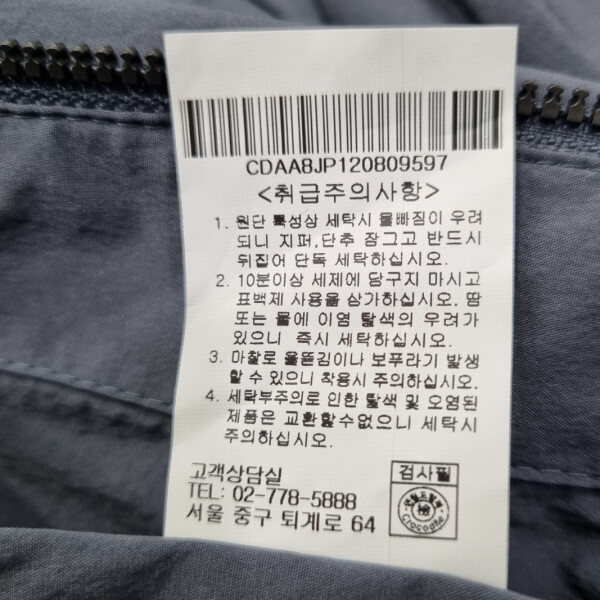 CDAA8JP120809597
<취급주의사항>
1. 원단 특성상 세탁시 물빠짐이 우려
되니 지퍼,단추 잠그고 반드시
뒤집어 단독 세탁하십시오.
2. 10분이상 세제에 담구지 마시고
표백제 사용을 삼가하십시오. 땀
또는 물에 이염 탈색의 우려가
있으니 즉시 세탁하십시오.
3. 마찰로 올뜯김이나 보푸라기 발생
할 수 있으니 착용시 주의하십시오.
4. 세탁부주의로 인한 탈색 및 오염된
제품은 교환할수없으니 세탁시
주의하십시오.
고객상담실
TEL: 02-778-5888
서울 중구 퇴계로 64
검사필
檢